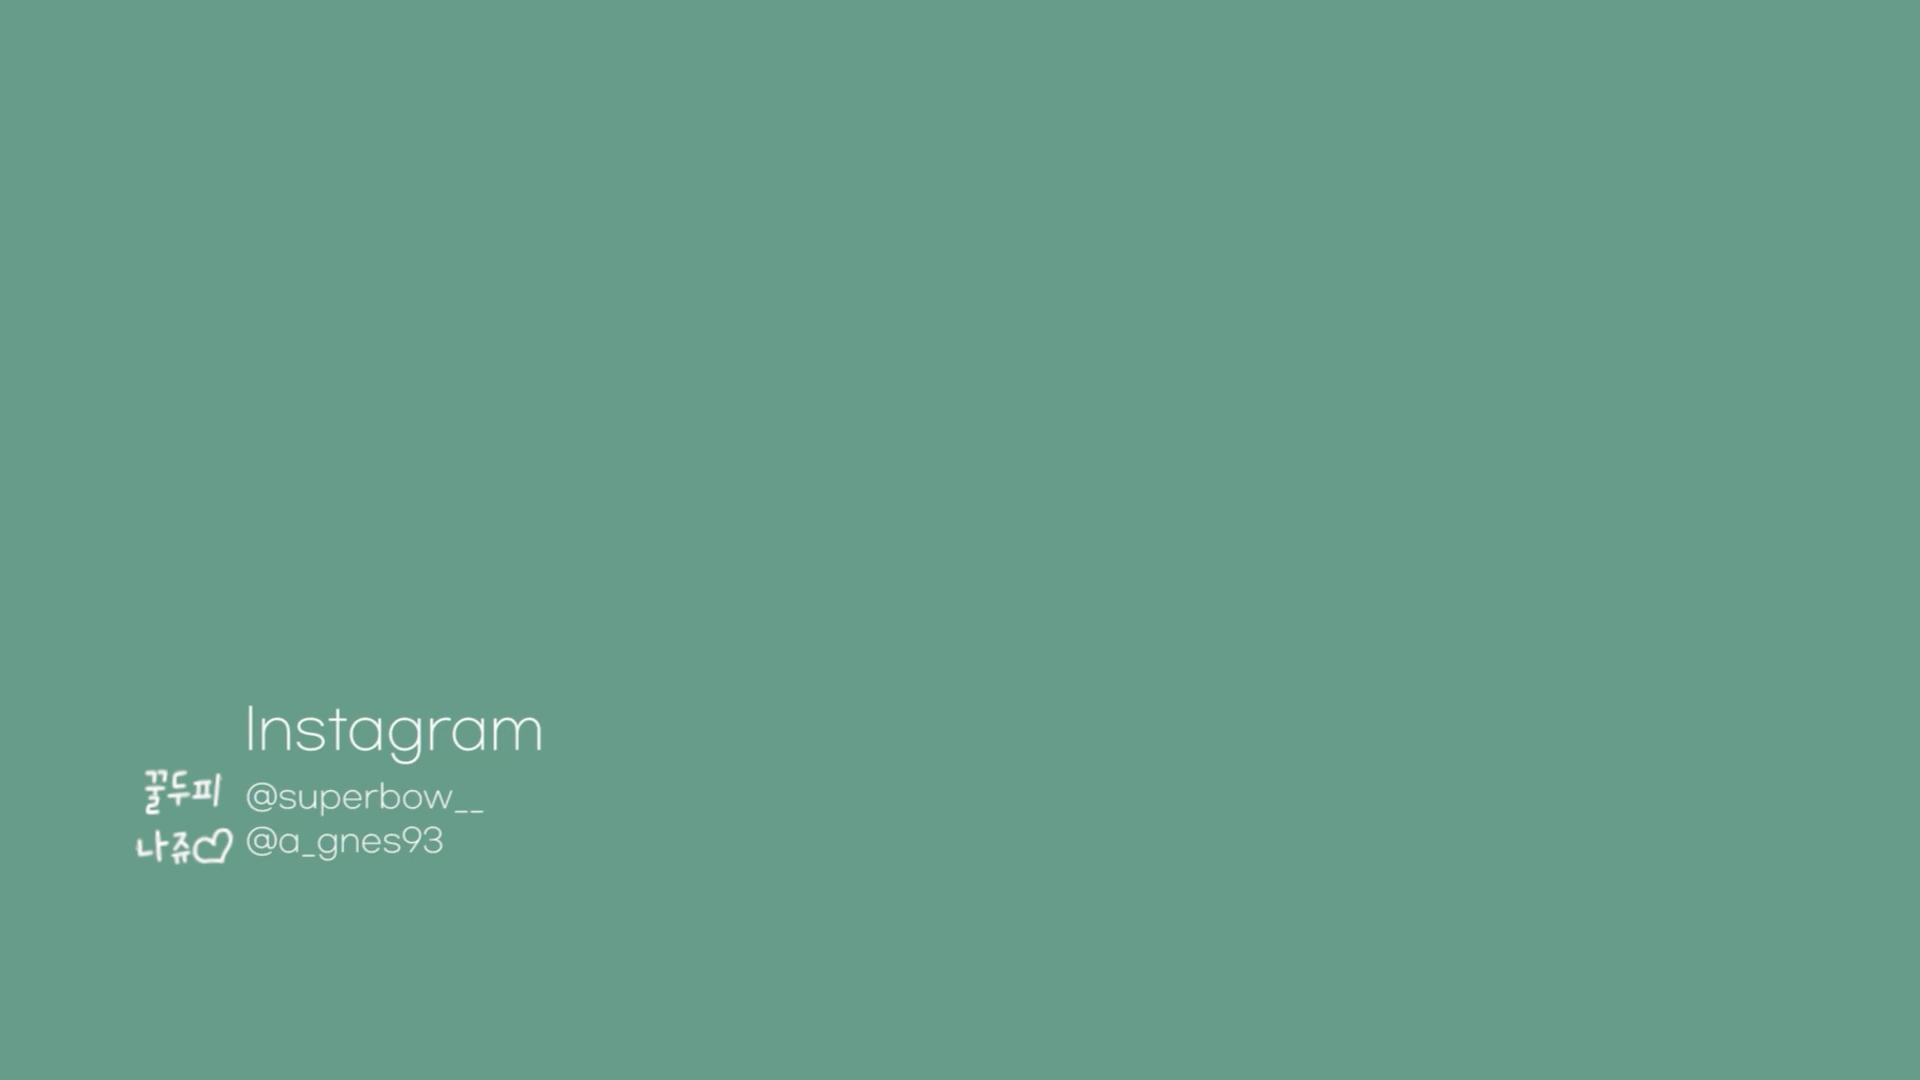 Instagram
꿀두피 @superbow__
나쥬♡ @a_gnes93